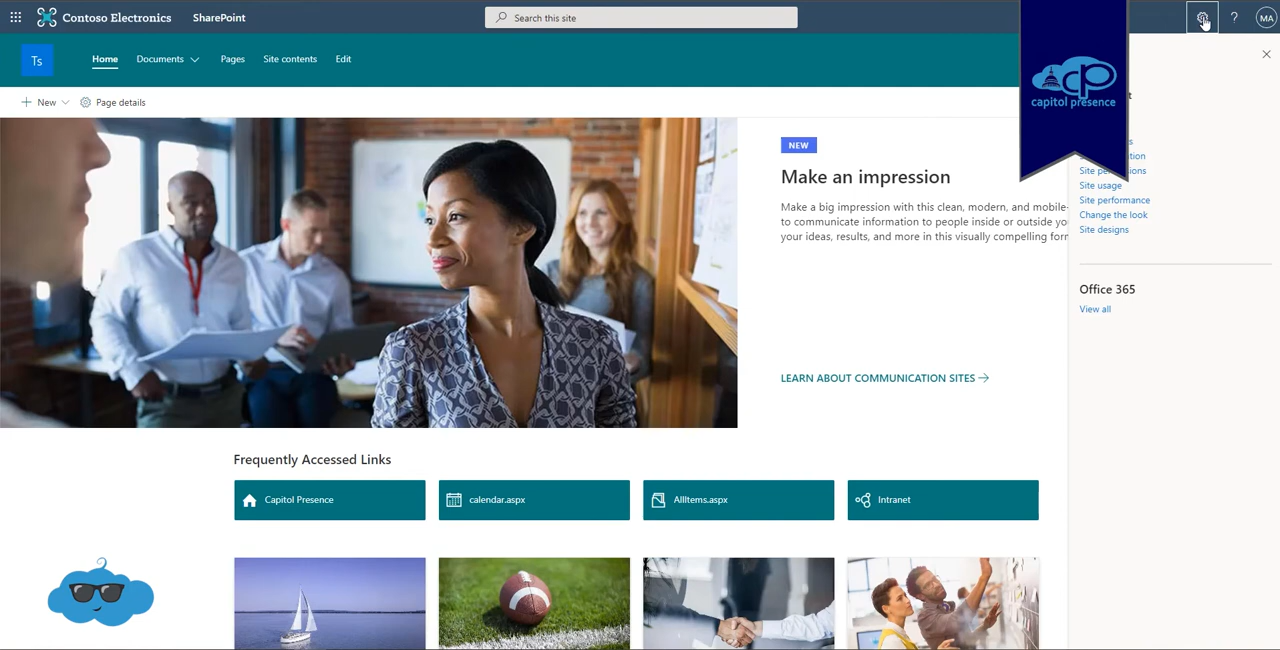 Contoso Electronics
SharePoint
Search this site
?
MA
Ts
Home
Documents
Pages
Site contents
Edit
New
Page details
capitol presence
NEW
Make an impression
Make a big impression with this clean, modern, and mobile-
to communicate information to people inside or outside yo
your ideas, results, and more in this visually compelling for
LEARN ABOUT COMMUNICATION SITES
Site usage
Site performance
Change the look
Site designs
Office 365
View all
Frequently Accessed Links
Capitol Presence
calendar.aspx
AllItems.aspx
Intranet